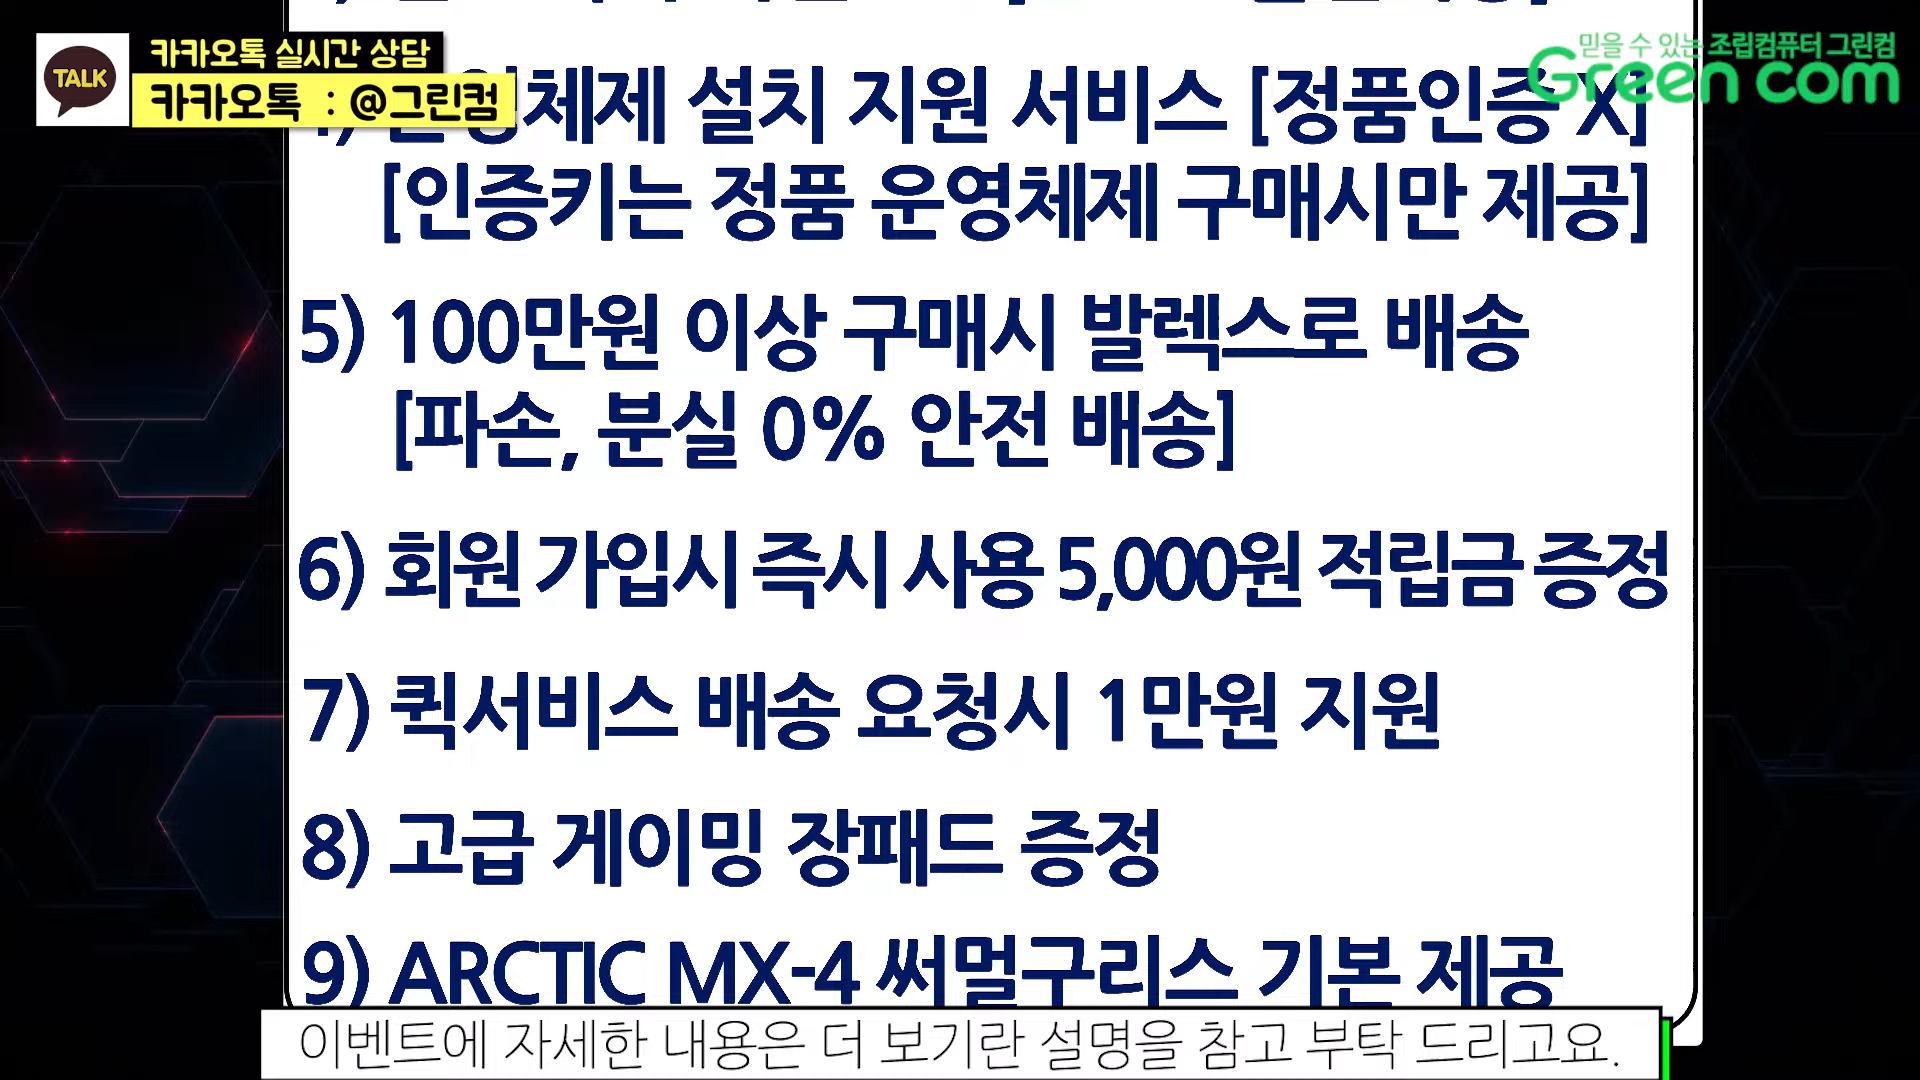 카카오톡 실시간 상담
TALK
카카오톡 : @그린컴
믿을 수 있는 조립컴퓨터 그린컴
Green com
설치 지원 서비스 [정품인증 X]
[인증키는 정품 운영체제 구매시만 제공]
5) 100만원 이상 구매시 발렉스로 배송
[파손, 분실 0% 안전 배송]
6) 회원 가입시 즉시 사용 5,000원 적립금 증정
7) 퀵서비스 배송 요청시 1만원 지원
8) 고급 게이밍 장패드 증정
9) ARCTIC MX-4 써멀구리스 기본 제공
이벤트에 자세한 내용은 더 보기란 설명을 참고 부탁 드리고요.